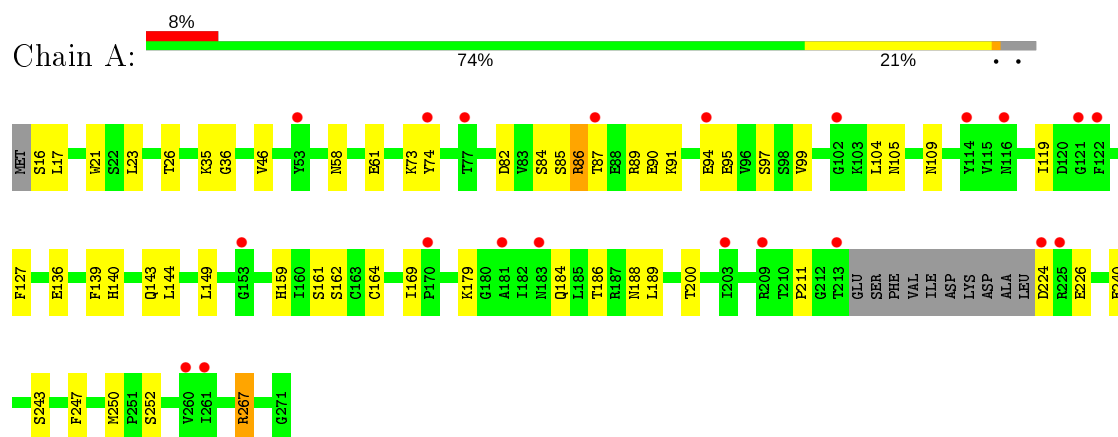 8%
Chain A:
74% 21% • •
MET S16 L17 W21 S22 L23 T26 K35 G36 V46 Y53 N58 E61 K73 Y74 T77 D82 V83 S84 S85 R86 T87 E88 R89 E90 K91 E94 E95 V96 S97 S98 V99 G102 K103 L104 N105 N109 Y114 V115 N116 I119 D120 G121 F122
F127 E136 F139 H140 Q143 L144 L149 G153 H159 I160 S161 S162 C163 C164 I169 P170 K179 G180 A181 I182 N183 Q184 L185 T186 R187 N188 L189 T200 I203 R209 T210 P211 G212 T213 GLU SER PHE VAL ILE ASP LYS ASP ALA LEU D224 R225 E226
S243 F247 M250 P251 S252 V260 I261 R267 G271